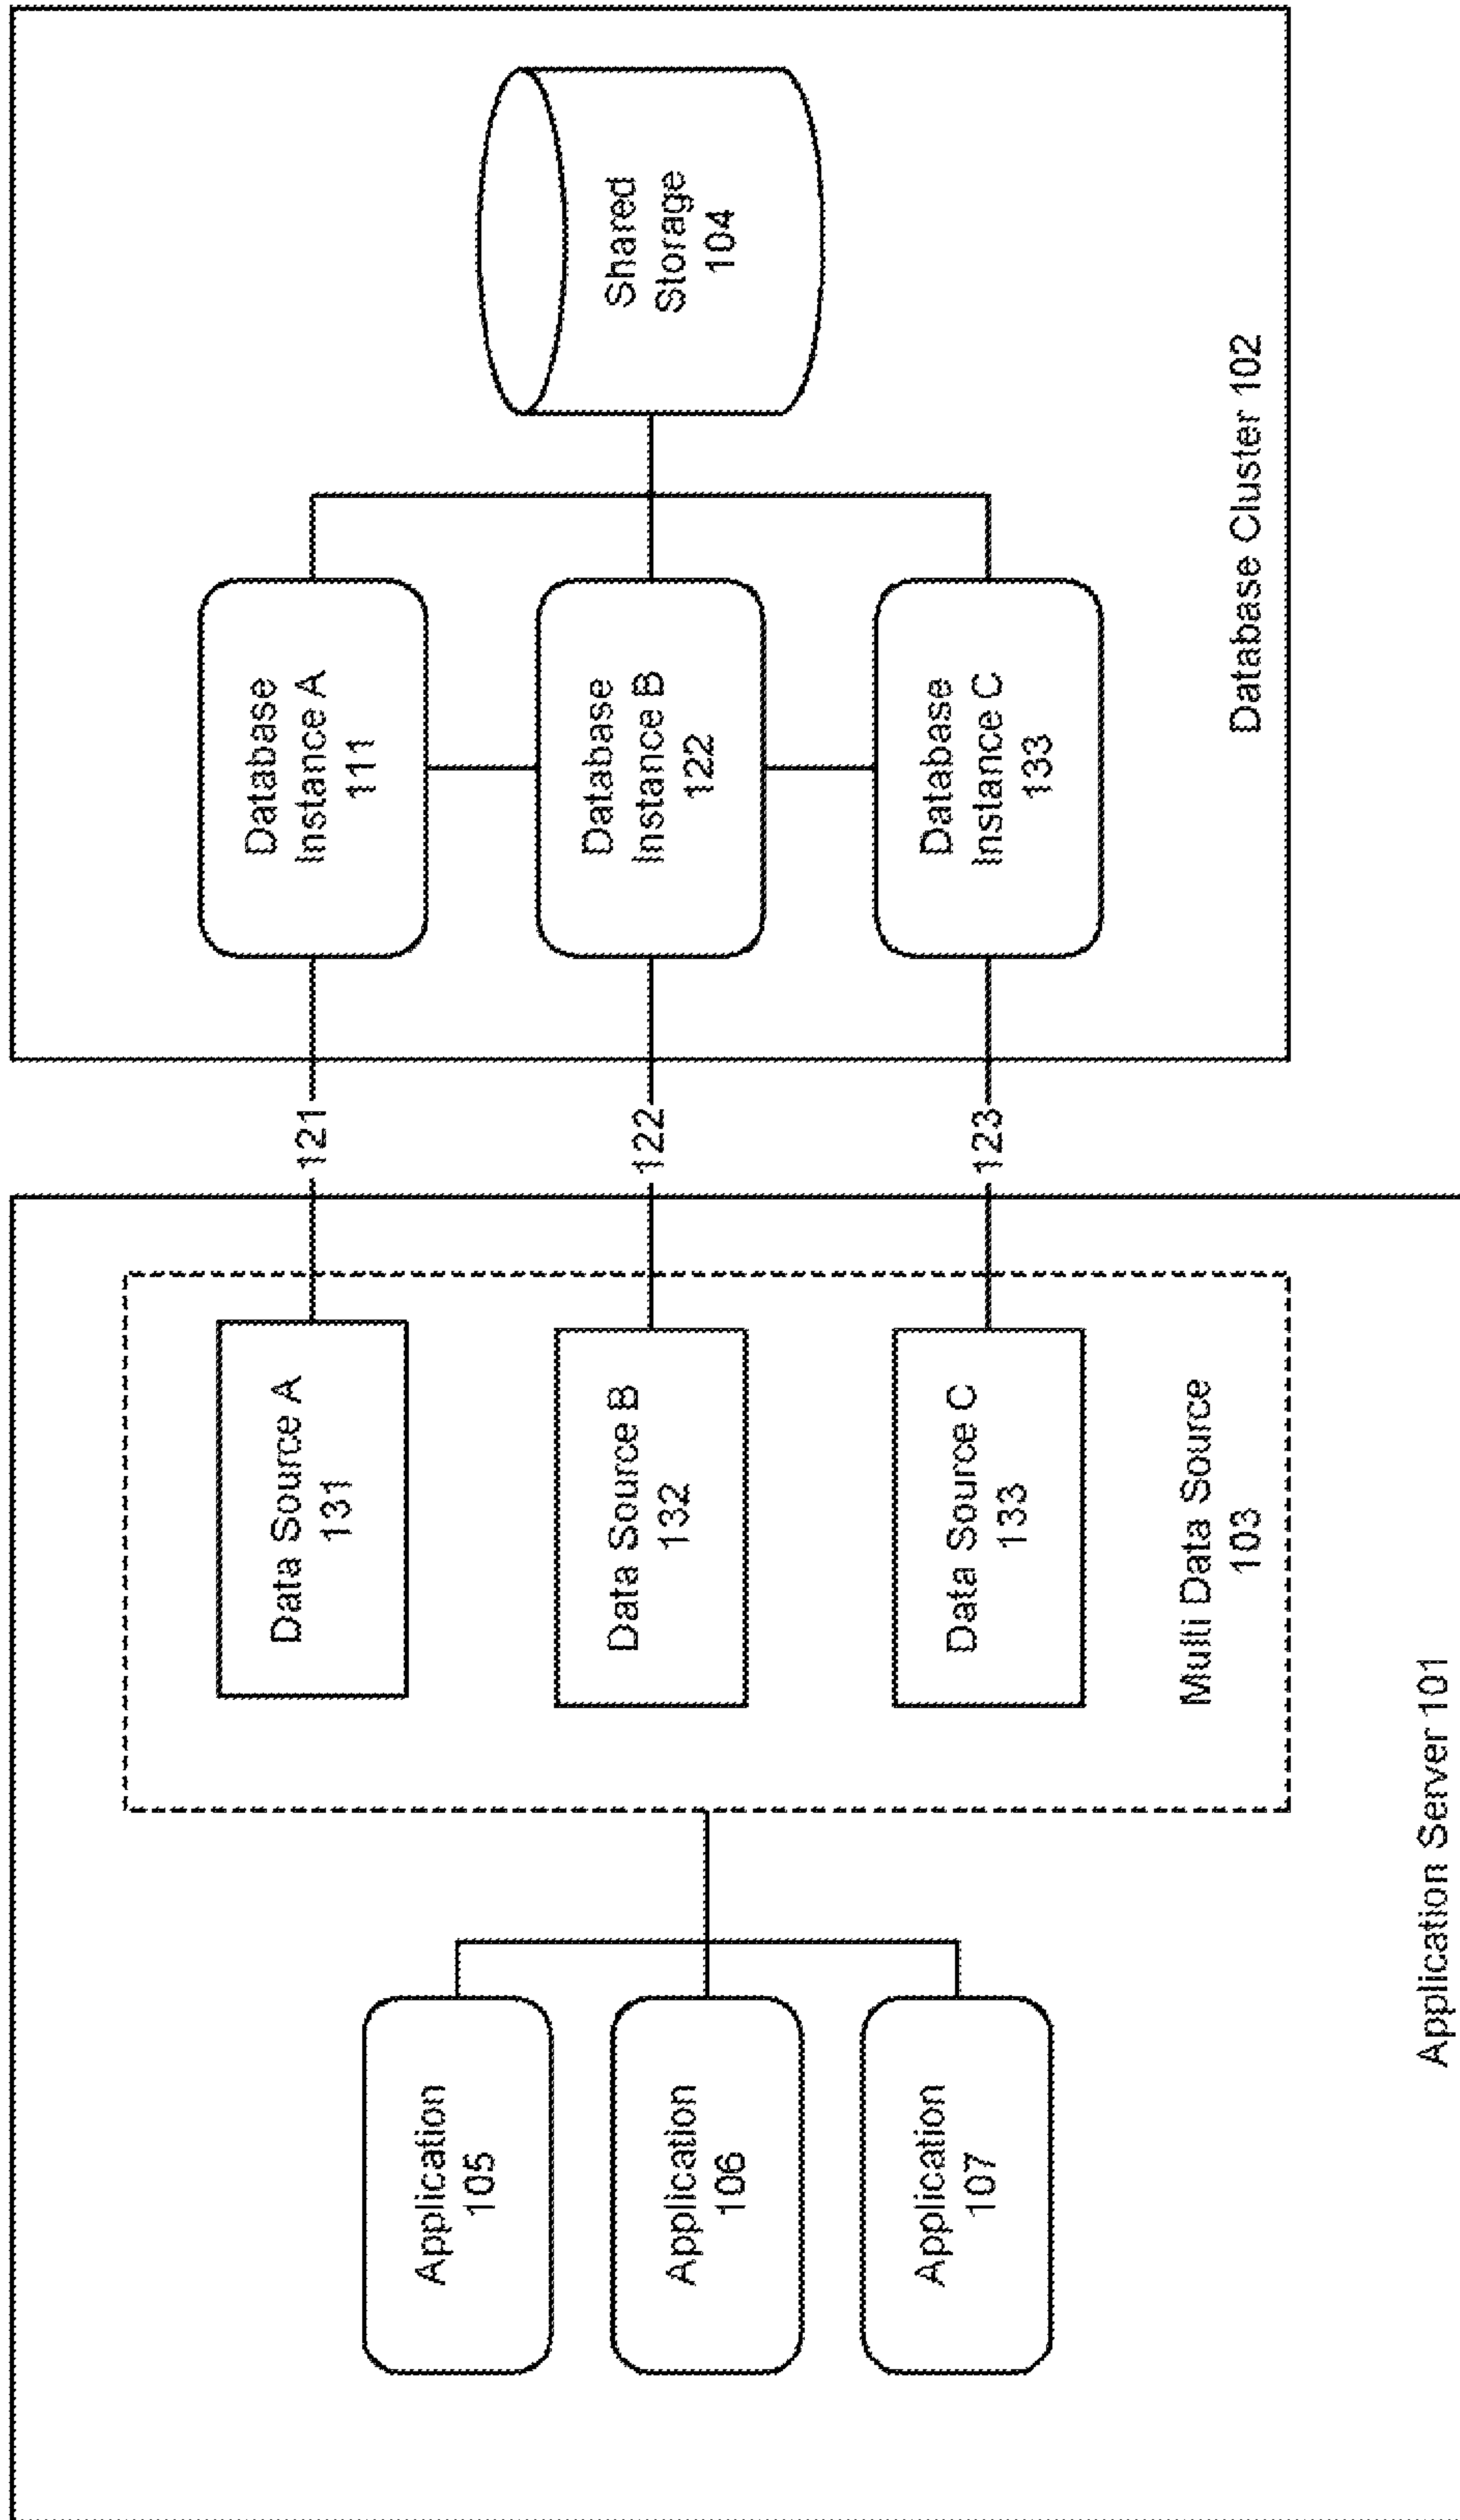 Application
105
Application
106
Application
107
Data Source A
131
Data Source B
132
Data Source C
133
Multi Data Source
103
Application Server 101
121
122
123
Database
Instance A
111
Database
Instance B
122
Database
Instance C
133
Shared
Storage
104
Database Cluster 102